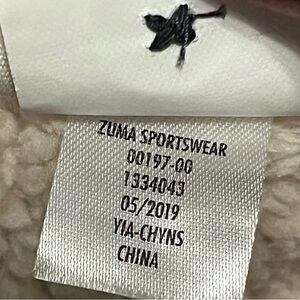 ZUMA SPORTSWEAR
00197-00
1334043
05/2019
YIA-CHYNS
CHINA